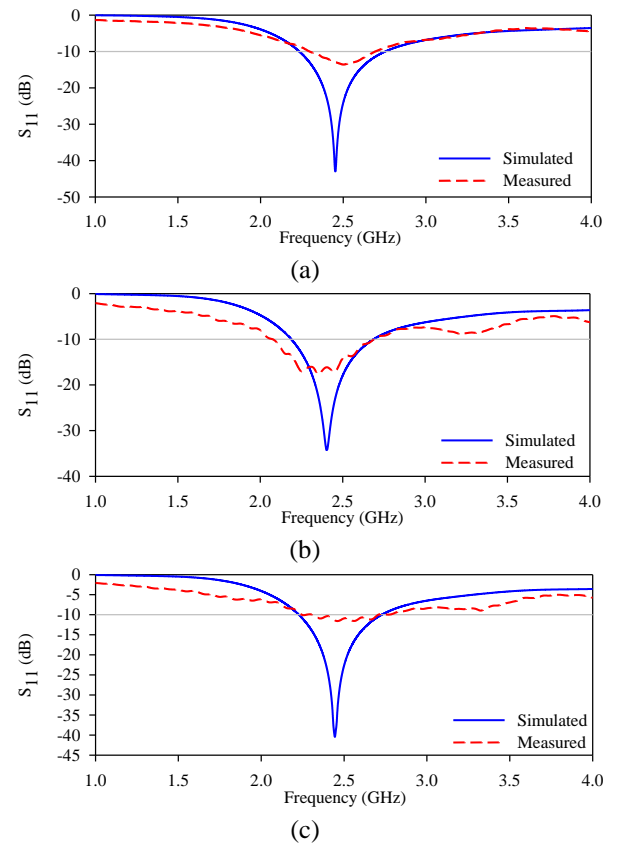 0
-10
-20
-30
-40
-50
S11 (dB)
Simulated
Measured
1.0 1.5 2.0 2.5 3.0 3.5 4.0
Frequency (GHz)
(a)
0
-10
-20
-30
-40
S11 (dB)
Simulated
Measured
1.0 1.5 2.0 2.5 3.0 3.5 4.0
Frequency (GHz)
(b)
0
-5
-10
-15
-20
-25
-30
-35
-40
-45
S11 (dB)
Simulated
Measured
1.0 1.5 2.0 2.5 3.0 3.5 4.0
Frequency (GHz)
(c)